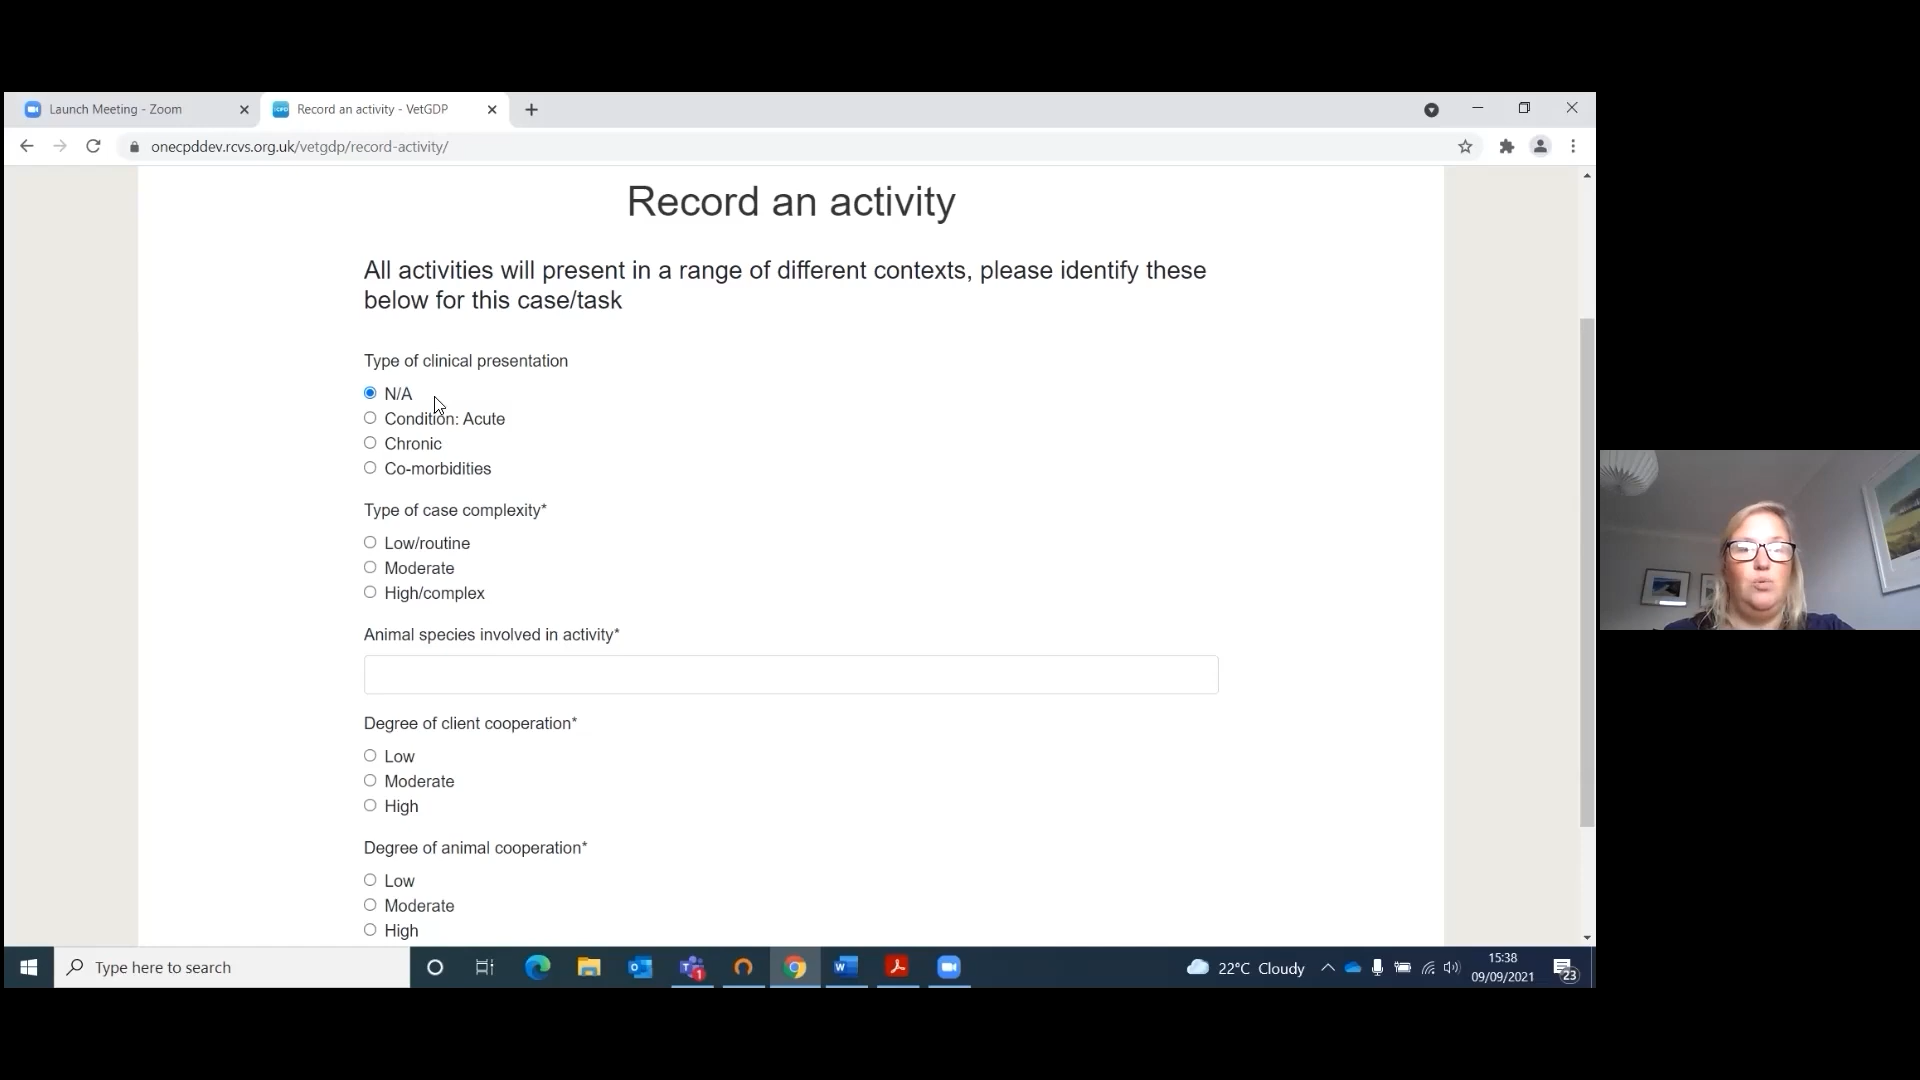 Launch Meeting - Zoom
Record an activity - VetGDP
onecpddev.rcvs.org.uk/vetgdp/record-activity/
Record an activity
All activities will present in a range of different contexts, please identify these
below for this case/task
Type of clinical presentation
N/A
Condition: Acute
Chronic
Co-morbidities
Type of case complexity*
Low/routine
Moderate
High/complex
Animal species involved in activity*
Degree of client cooperation*
Low
Moderate
High
Degree of animal cooperation*
Low
Moderate
High
Type here to search
1
22°C Cloudy
15:38
09/09/2021
23